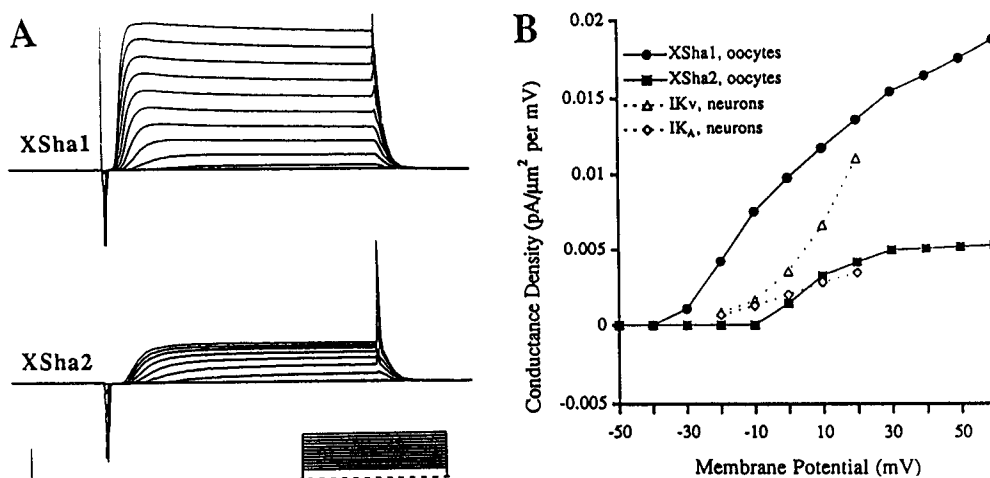 A
XSha1
XSha2
B
XSha1, oocytes
XSha2, oocytes
IKv, neurons
IKA, neurons
0.02
0.015
0.01
0.005
0
-0.005
Conductance Density (pA/μm² per mV)
-50
-30
-10
10
30
50
Membrane Potential (mV)